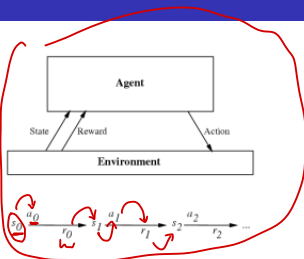 Agent
State Reward Action
Environment
a0 a1 a2
s0 s1 s2 ...
r0 r1 r2